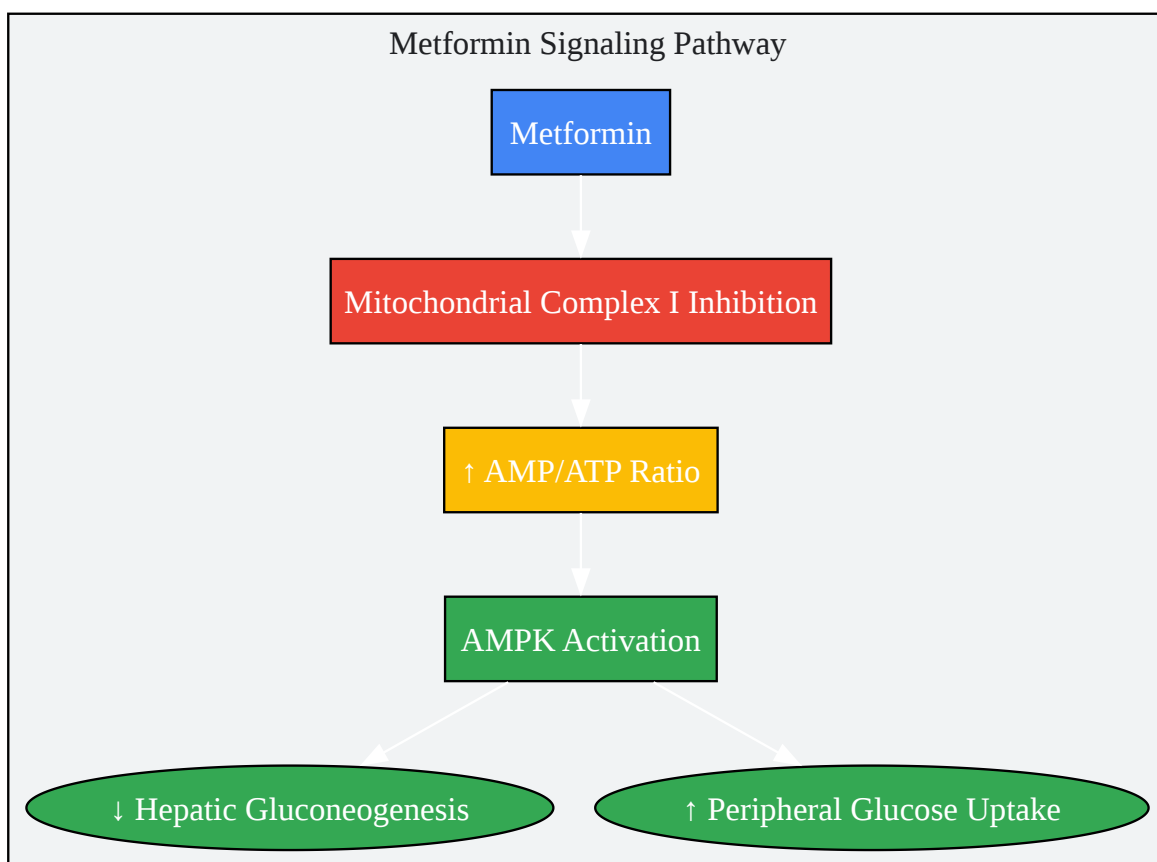 Metformin Signaling Pathway
Metformin
Mitochondrial Complex I Inhibition
↑ AMP/ATP Ratio
AMPK Activation
↓ Hepatic Gluconeogenesis
↑ Peripheral Glucose Uptake